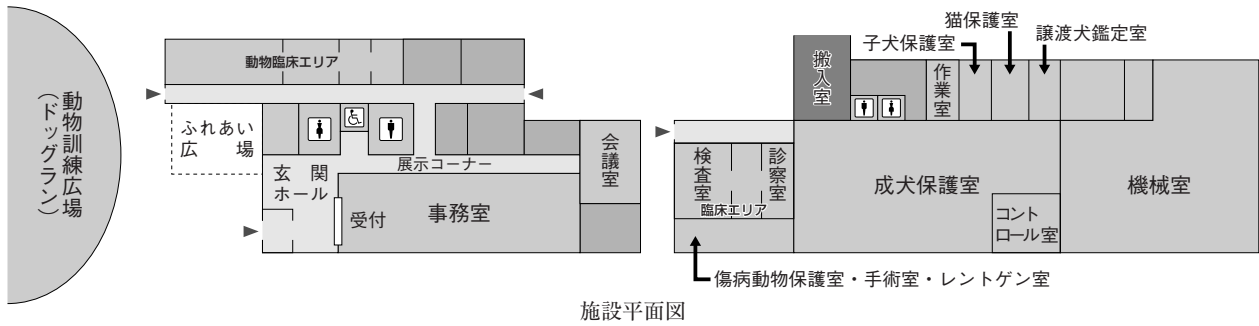 動物訓練広場
（ドッグラン）
動物臨床エリア
ふれあい
広場
玄関
ホール
展示コーナー
受付
事務室
会議室
搬入室
作業室
子犬保護室
猫保護室
譲渡犬鑑定室
検査室
診察室
臨床エリア
成犬保護室
コント
ロール室
機械室
傷病動物保護室・手術室・レントゲン室
施設平面図